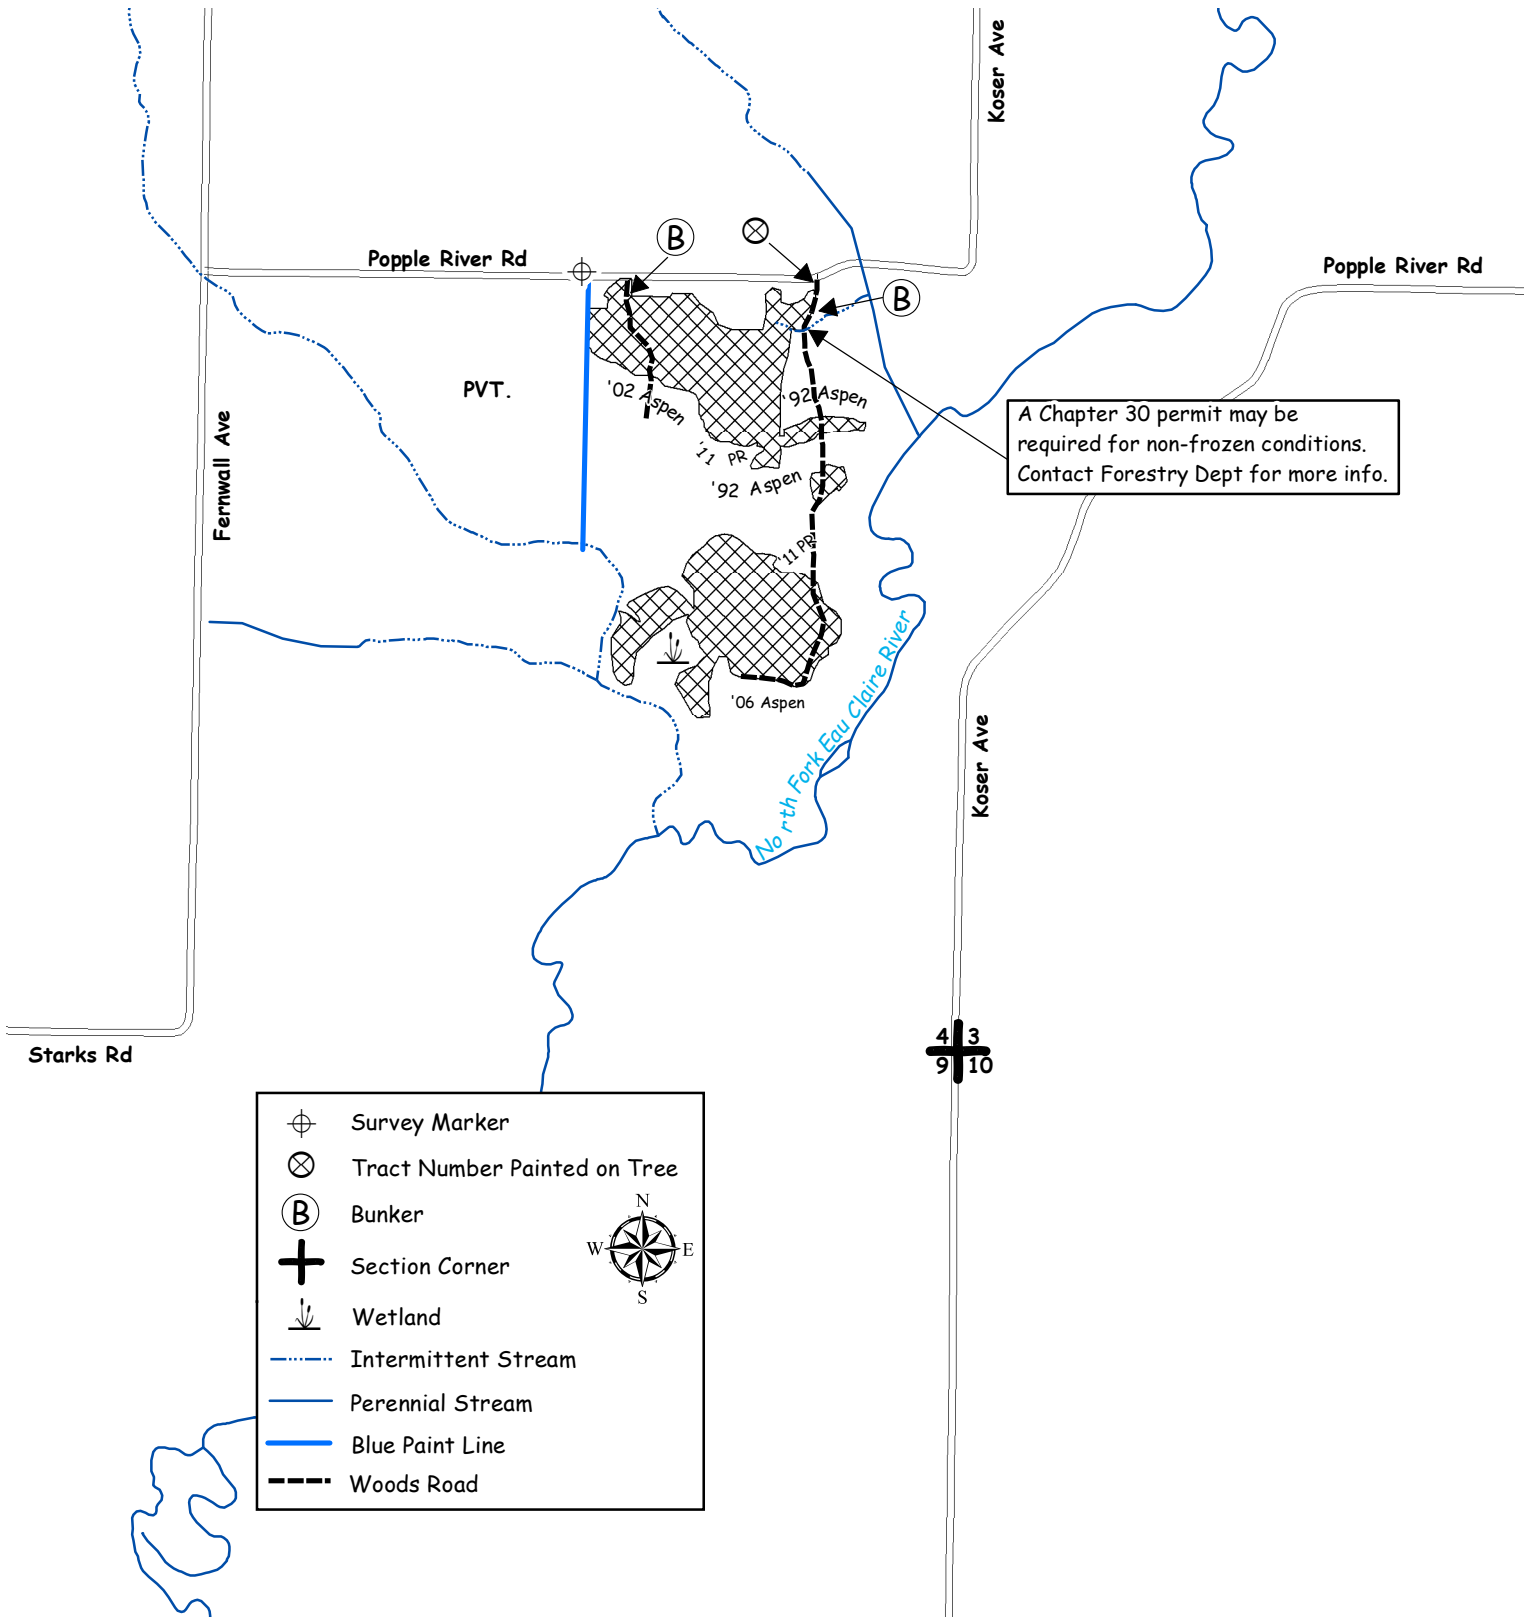 Koser Ave
B
Popple River Rd
Popple River Rd
B
PVT.
'02 Aspen
'92 Aspen
A Chapter 30 permit may be
required for non-frozen conditions.
Contact Forestry Dept for more info.
Fernwall Ave
'11 PR
'92 Aspen
'11 PR
'06 Aspen
North Fork Eau Claire River
Koser Ave
4 3
9 10
Starks Rd
Survey Marker
Tract Number Painted on Tree
B Bunker
Section Corner
Wetland
Intermittent Stream
Perennial Stream
Blue Paint Line
Woods Road
N
W E
S